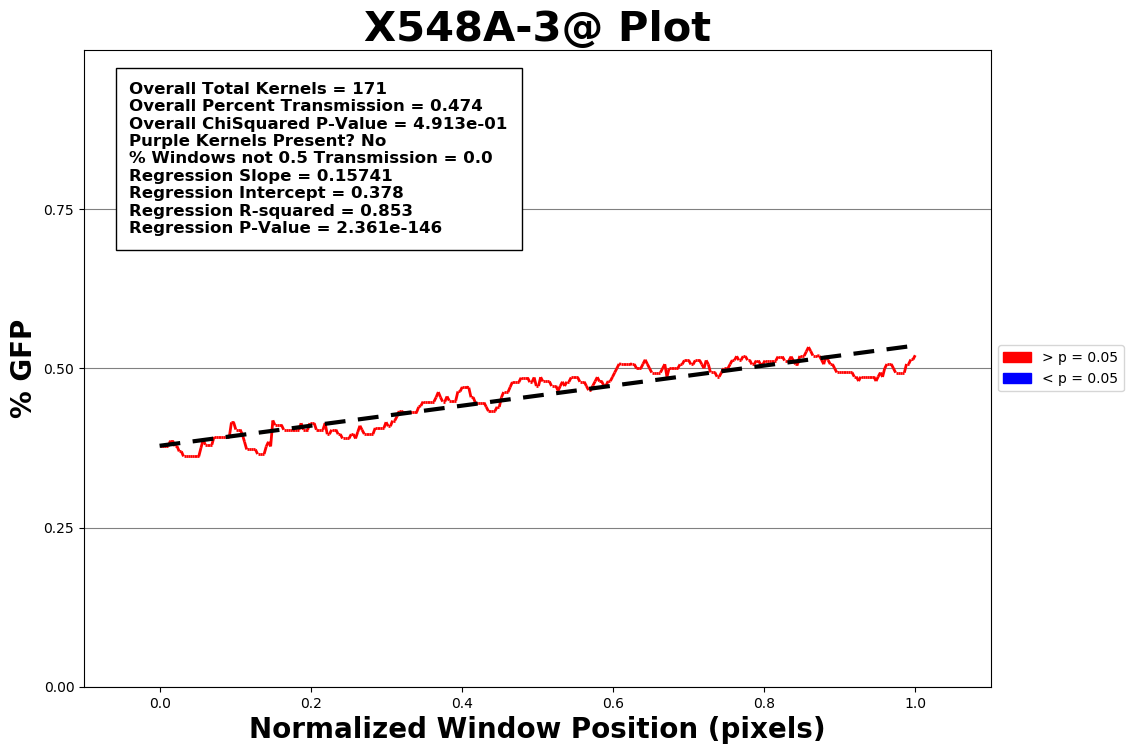 X548A-3@ Plot
Overall Total Kernels = 171
Overall Percent Transmission = 0.474
Overall ChiSquared P-Value = 4.913e-01
Purple Kernels Present? No
% Windows not 0.5 Transmission = 0.0
Regression Slope = 0.15741
Regression Intercept = 0.378
Regression R-squared = 0.853
Regression P-Value = 2.361e-146
% GFP
0.75
0.50
0.25
0.00
> p = 0.05
< p = 0.05
0.0 0.2 0.4 0.6 0.8 1.0
Normalized Window Position (pixels)